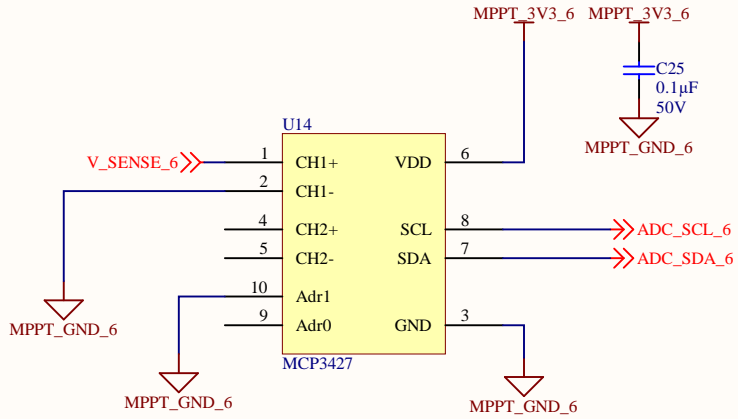 MPPT_3V3_6
MPPT_3V3_6
C25
0.1µF
50V
MPPT_GND_6
U14
V_SENSE_6
1
CH1+
VDD
6
2
CH1-
4
CH2+
SCL
8
ADC_SCL_6
5
CH2-
SDA
7
ADC_SDA_6
10
Adr1
9
Adr0
GND
3
MPPT_GND_6
MCP3427
MPPT_GND_6
MPPT_GND_6